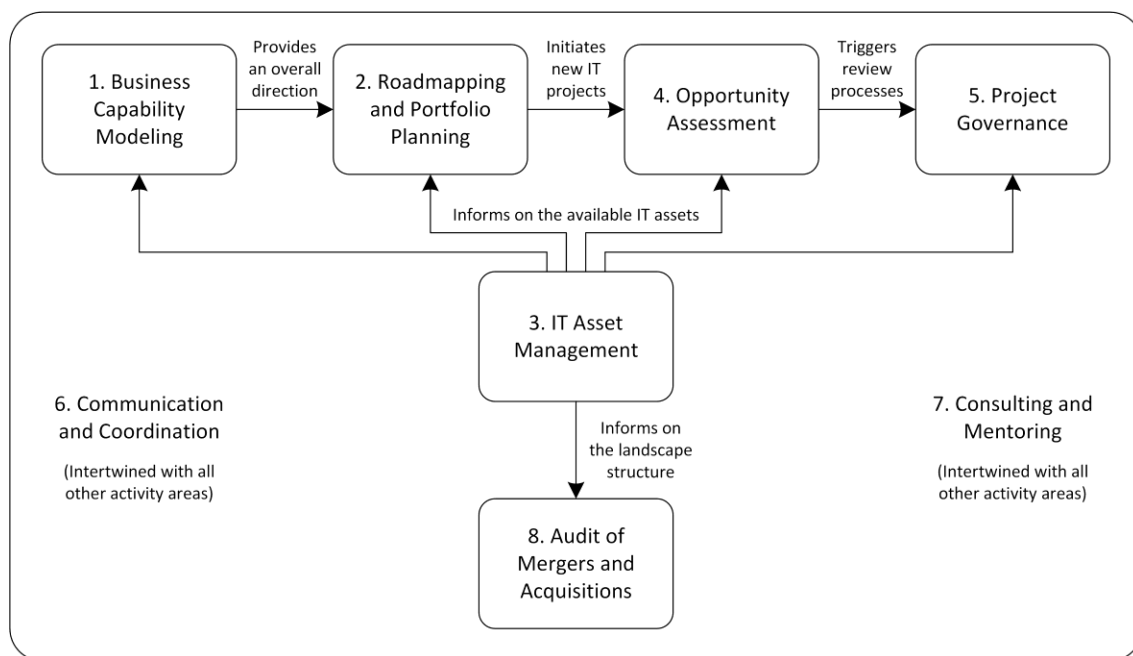 1. Business
Capability
Modeling
Provides
an overall
direction
2. Roadmapping
and Portfolio
Planning
Initiates
new IT
projects
4. Opportunity
Assessment
Triggers
review
processes
5. Project
Governance
Informs on the available IT assets
3. IT Asset
Management
6. Communication
and Coordination
(Intertwined with all
other activity areas)
Informs on
the landscape
structure
7. Consulting and
Mentoring
(Intertwined with all
other activity areas)
8. Audit of
Mergers and
Acquisitions